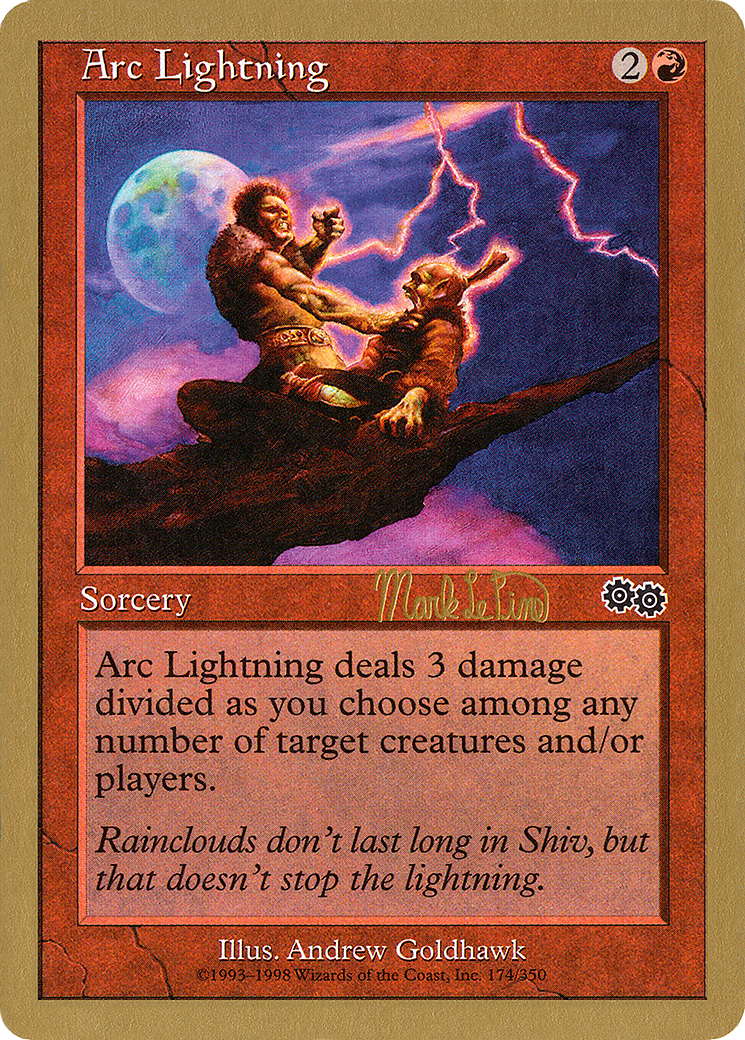 Arc Lightning 2
Mark Le Pine
Sorcery
Arc Lightning deals 3 damage
divided as you choose among any
number of target creatures and/or
players.
Rainclouds don't last long in Shiv, but
that doesn't stop the lightning.
Illus. Andrew Goldhawk
©1993–1998 Wizards of the Coast, Inc. 174/350